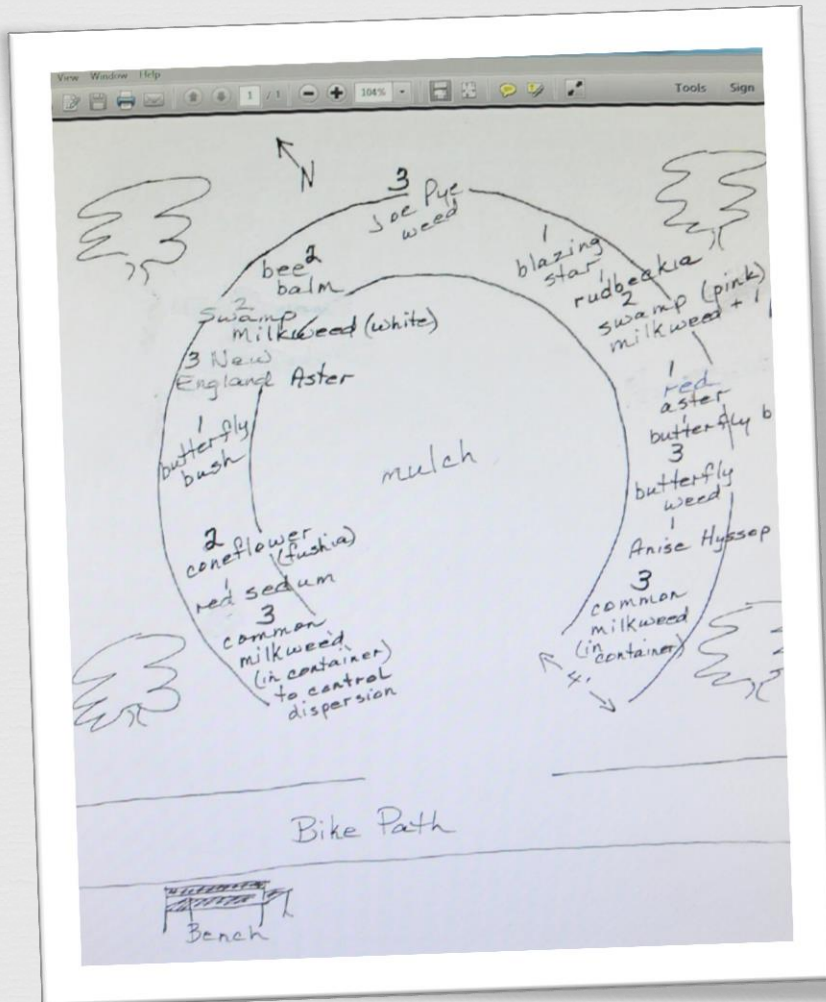 View Window Help
1 / 1
104%
Tools Sign
N
3
Joe Pye
weed
1
blazing
star
1
rudbeckia
2
swamp (pink)
milkweed + 1
1
red
aster
1
butterfly b
3
butterfly
weed
1
Anise Hyssop
3
common
milkweed
(in
container)
4'
bee 2
balm
2
swamp
milkweed (white)
3 New
England Aster
1
butterfly
bush
mulch
2
coneflower
(fushia)
1
red sedum
3
common
milkweed
(in container)
to control
dispersion
Bike Path
Bench